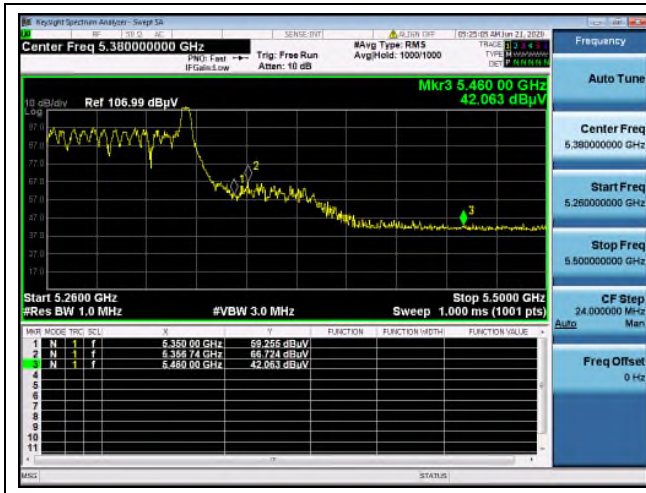 Keysight Spectrum Analyzer - Swept SA
RF 50 Ω AC SENSE:INT ALIGN OFF 05:25:05 AM Jun 21, 2020
Center Freq 5.380000000 GHz
PNO: Fast
IFGain:Low
Trig: Free Run
Atten: 10 dB
#Avg Type: RMS
Avg|Hold: 1000/1000
TRACE 1 2 3 4 5 6
TYPE
DET P N N N N N
Frequency
Mkr3 5.460 00 GHz
42.063 dBµV
10 dB/div Ref 106.99 dBµV
Log
97.0
87.0
77.0
67.0
57.0
47.0
37.0
27.0
17.0
1
2
3
Start 5.2600 GHz Stop 5.5000 GHz
#Res BW 1.0 MHz #VBW 3.0 MHz Sweep 1.000 ms (1001 pts)
MKR MODE TRC SCL X Y FUNCTION FUNCTION WIDTH FUNCTION VALUE
1 N 1 f 5.350 00 GHz 59.255 dBµV
2 N 1 f 5.356 74 GHz 66.724 dBµV
3 N 1 f 5.460 00 GHz 42.063 dBµV
4
5
6
7
8
9
10
11
MSG STATUS
Auto Tune
Center Freq
5.380000000 GHz
Start Freq
5.260000000 GHz
Stop Freq
5.500000000 GHz
CF Step
24.000000 MHz
Auto Man
Freq Offset
0 Hz